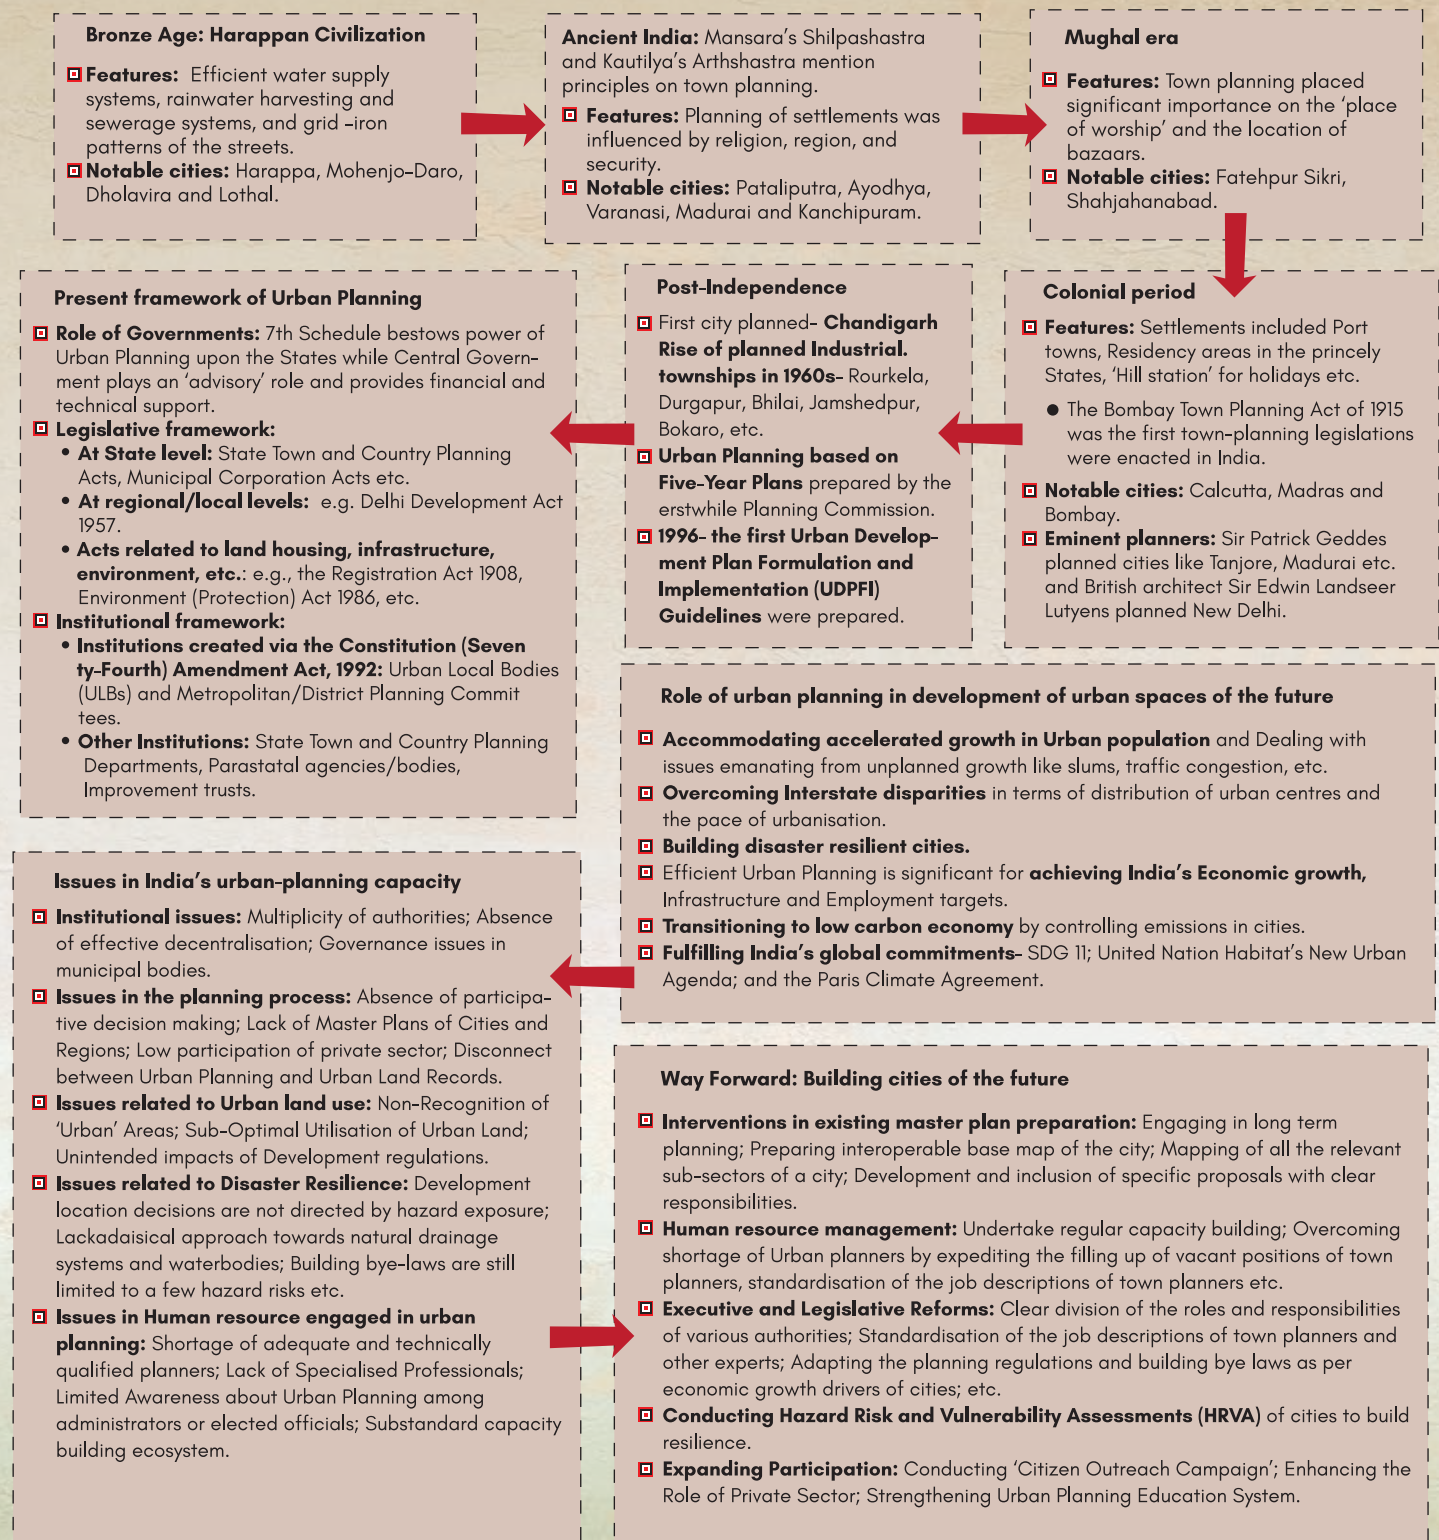 Bronze Age: Harappan Civilization
Features: Efficient water supply
systems, rainwater harvesting and
sewerage systems, and grid -iron
patterns of the streets.
Notable cities: Harappa, Mohenjo-Daro,
Dholavira and Lothal.
Ancient India: Mansara's Shilpashastra
and Kautilya's Arthshastra mention
principles on town planning.
Features: Planning of settlements was
influenced by religion, region, and
security.
Notable cities: Pataliputra, Ayodhya,
Varanasi, Madurai and Kanchipuram.
Mughal era
Features: Town planning placed
significant importance on the 'place
of worship' and the location of
bazaars.
Notable cities: Fatehpur Sikri,
Shahjahanabad.
Colonial period
Features: Settlements included Port
towns, Residency areas in the princely
States, 'Hill station' for holidays etc.
● The Bombay Town Planning Act of 1915
was the first town-planning legislations
were enacted in India.
Notable cities: Calcutta, Madras and
Bombay.
Eminent planners: Sir Patrick Geddes
planned cities like Tanjore, Madurai etc.
and British architect Sir Edwin Landseer
Lutyens planned New Delhi.
Post-Independence
First city planned- Chandigarh
Rise of planned Industrial.
townships in 1960s- Rourkela,
Durgapur, Bhilai, Jamshedpur,
Bokaro, etc.
Urban Planning based on
Five-Year Plans prepared by the
erstwhile Planning Commission.
1996- the first Urban Develop-
ment Plan Formulation and
Implementation (UDPFI)
Guidelines were prepared.
Present framework of Urban Planning
Role of Governments: 7th Schedule bestows power of
Urban Planning upon the States while Central Govern-
ment plays an 'advisory' role and provides financial and
technical support.
Legislative framework:
• At State level: State Town and Country Planning
Acts, Municipal Corporation Acts etc.
• At regional/local levels: e.g. Delhi Development Act
1957.
• Acts related to land housing, infrastructure,
environment, etc.: e.g., the Registration Act 1908,
Environment (Protection) Act 1986, etc.
Institutional framework:
• Institutions created via the Constitution (Seven
ty-Fourth) Amendment Act, 1992: Urban Local Bodies
(ULBs) and Metropolitan/District Planning Commit
tees.
• Other Institutions: State Town and Country Planning
Departments, Parastatal agencies/bodies,
Improvement trusts.
Role of urban planning in development of urban spaces of the future
Accommodating accelerated growth in Urban population and Dealing with
issues emanating from unplanned growth like slums, traffic congestion, etc.
Overcoming Interstate disparities in terms of distribution of urban centres and
the pace of urbanisation.
Building disaster resilient cities.
Efficient Urban Planning is significant for achieving India's Economic growth,
Infrastructure and Employment targets.
Transitioning to low carbon economy by controlling emissions in cities.
Fulfilling India's global commitments- SDG 11; United Nation Habitat's New Urban
Agenda; and the Paris Climate Agreement.
Issues in India's urban-planning capacity
Institutional issues: Multiplicity of authorities; Absence
of effective decentralisation; Governance issues in
municipal bodies.
Issues in the planning process: Absence of participa-
tive decision making; Lack of Master Plans of Cities and
Regions; Low participation of private sector; Disconnect
between Urban Planning and Urban Land Records.
Issues related to Urban land use: Non-Recognition of
'Urban' Areas; Sub-Optimal Utilisation of Urban Land;
Unintended impacts of Development regulations.
Issues related to Disaster Resilience: Development
location decisions are not directed by hazard exposure;
Lackadaisical approach towards natural drainage
systems and waterbodies; Building bye-laws are still
limited to a few hazard risks etc.
Issues in Human resource engaged in urban
planning: Shortage of adequate and technically
qualified planners; Lack of Specialised Professionals;
Limited Awareness about Urban Planning among
administrators or elected officials; Substandard capacity
building ecosystem.
Way Forward: Building cities of the future
Interventions in existing master plan preparation: Engaging in long term
planning; Preparing interoperable base map of the city; Mapping of all the relevant
sub-sectors of a city; Development and inclusion of specific proposals with clear
responsibilities.
Human resource management: Undertake regular capacity building; Overcoming
shortage of Urban planners by expediting the filling up of vacant positions of town
planners, standardisation of the job descriptions of town planners etc.
Executive and Legislative Reforms: Clear division of the roles and responsibilities
of various authorities; Standardisation of the job descriptions of town planners and
other experts; Adapting the planning regulations and building bye laws as per
economic growth drivers of cities; etc.
Conducting Hazard Risk and Vulnerability Assessments (HRVA) of cities to build
resilience.
Expanding Participation: Conducting 'Citizen Outreach Campaign'; Enhancing the
Role of Private Sector; Strengthening Urban Planning Education System.